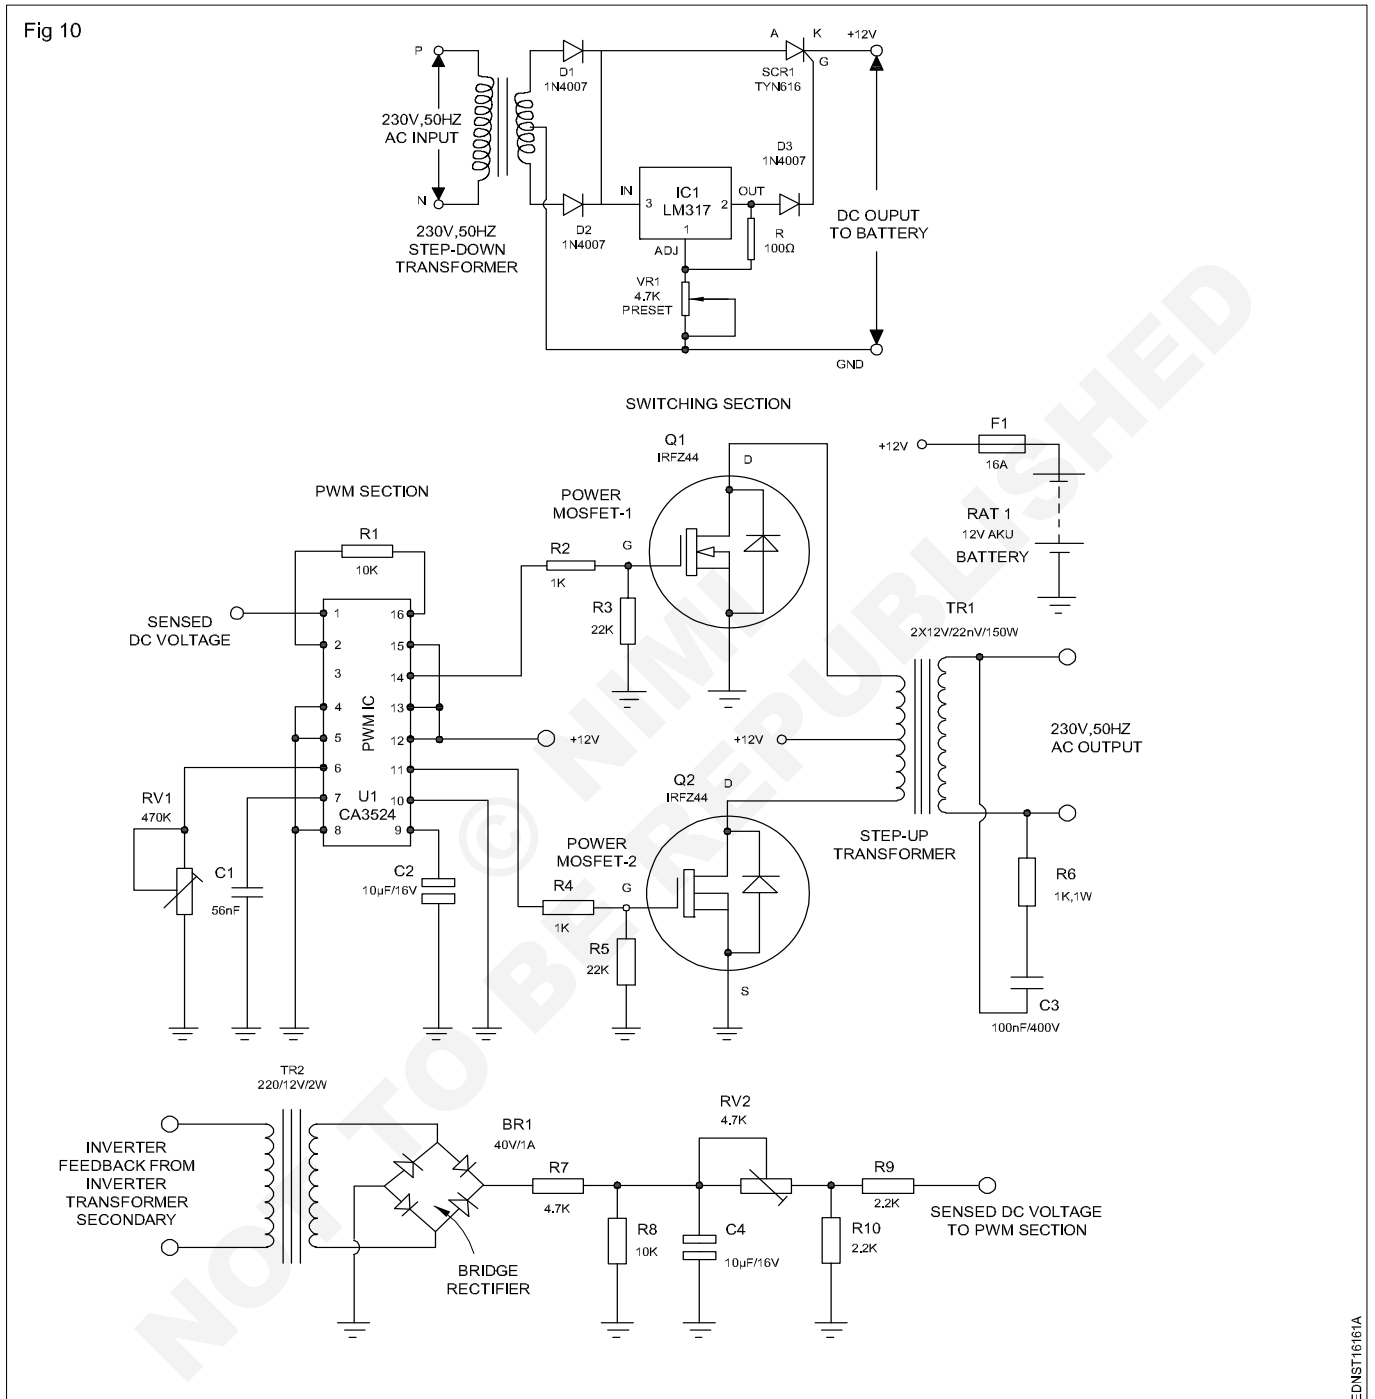 Fig 10
P
230V,50HZ
AC INPUT
N
230V,50HZ
STEP-DOWN
TRANSFORMER
D1
1N4007
D2
1N4007
A
K
G
SCR1
TYN616
+12V
D3
1N4007
IN
3
IC1
LM317
2
1
OUT
ADJ
R
100Ω
VR1
4.7K
PRESET
DC OUPUT
TO BATTERY
GND
SWITCHING SECTION
Q1
IRFZ44
D
POWER
MOSFET-1
G
+12V
F1
16A
RAT 1
12V AKU
BATTERY
PWM SECTION
R1
10K
R2
1K
R3
22K
SENSED
DC VOLTAGE
1
2
3
4
5
6
7
8
16
15
14
13
12
11
10
9
PWM IC
U1
CA3524
+12V
RV1
470K
C1
56nF
C2
10µF/16V
TR1
2X12V/22nV/150W
+12V
230V,50HZ
AC OUTPUT
STEP-UP
TRANSFORMER
Q2
IRFZ44
D
POWER
MOSFET-2
G
R4
1K
R5
22K
S
R6
1K,1W
C3
100nF/400V
TR2
220/12V/2W
INVERTER
FEEDBACK FROM
INVERTER
TRANSFORMER
SECONDARY
BR1
40V/1A
BRIDGE
RECTIFIER
R7
4.7K
R8
10K
C4
10µF/16V
RV2
4.7K
R9
2.2K
R10
2.2K
SENSED DC VOLTAGE
TO PWM SECTION
© NIMI
NOT TO BE REPUBLISHED
EDNST16161A